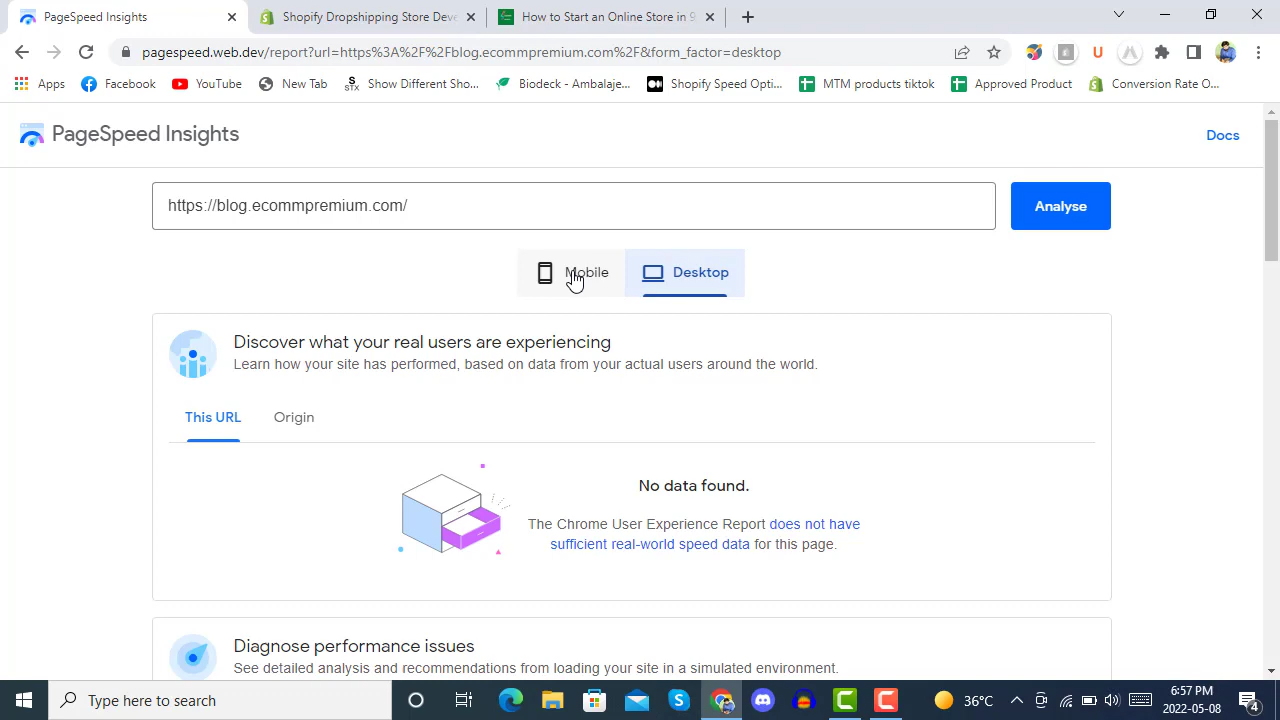 PageSpeed Insights
Shopify Dropshipping Store Deve
How to Start an Online Store in 9
pagespeed.web.dev/report?url=https%3A%2F%2Fblog.ecommpremium.com%2F&form_factor=desktop
Apps
Facebook
YouTube
New Tab
STX
Show Different Sho...
Biodeck - Ambalaje...
Shopify Speed Opti...
MTM products tiktok
Approved Product
Conversion Rate O...
PageSpeed Insights
Docs
https://blog.ecommpremium.com/
Analyse
Mobile
Desktop
Discover what your real users are experiencing
Learn how your site has performed, based on data from your actual users around the world.
This URL
Origin
No data found.
The Chrome User Experience Report does not have
sufficient real-world speed data for this page.
Diagnose performance issues
See detailed analysis and recommendations from loading your site in a simulated environment.
Type here to search
36°C
6:57 PM
2022-05-08
4